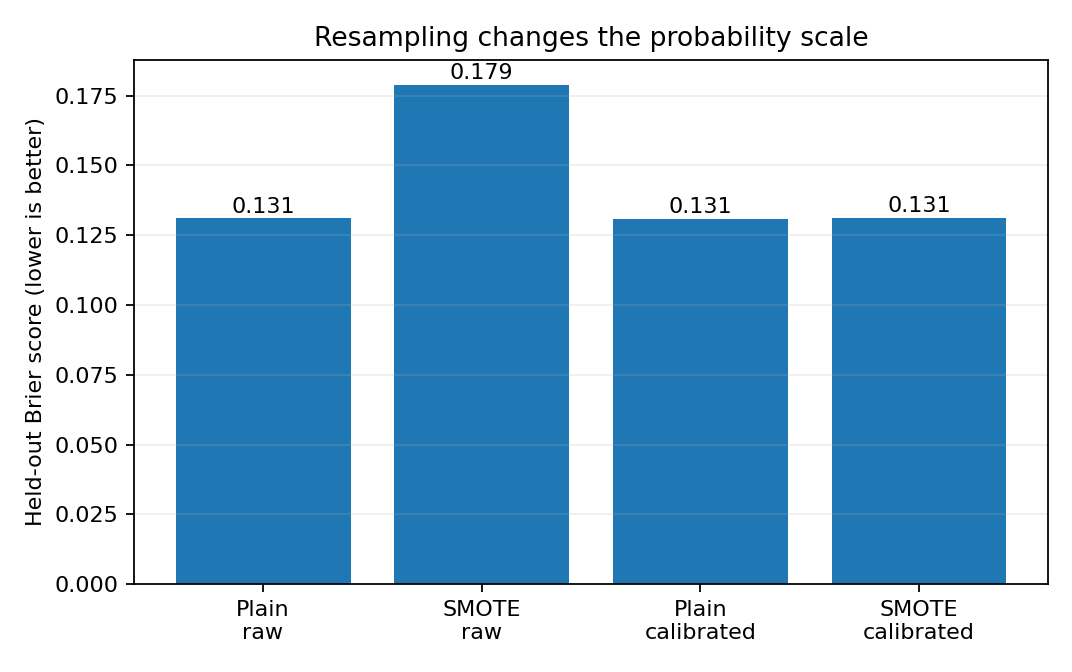 Resampling changes the probability scale
Held-out Brier score (lower is better)
0.175
0.150
0.125
0.100
0.075
0.050
0.025
0.000
0.131
0.179
0.131
0.131
Plain
raw
SMOTE
raw
Plain
calibrated
SMOTE
calibrated